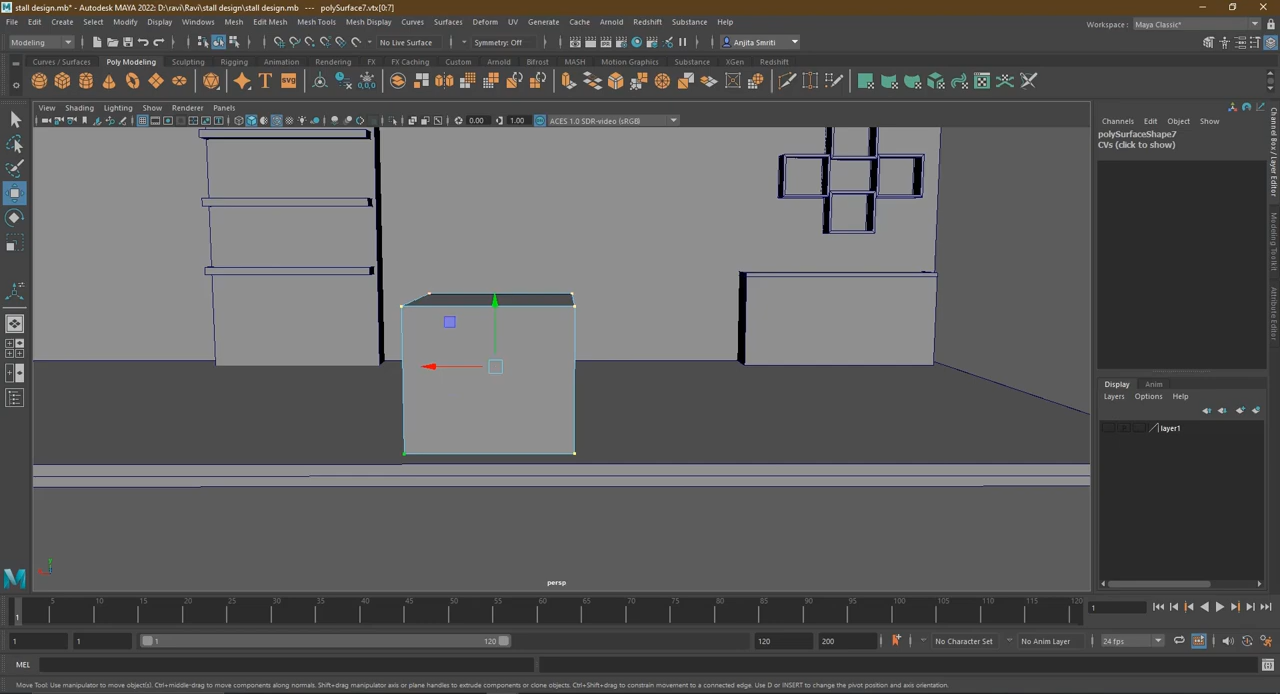 stall design.mb* - Autodesk MAYA 2022: D:\ravi\Ravi\stall design\stall design.mb --- polySurface7.vtx[0:7]
File Edit Create Select Modify Display Windows Mesh Edit Mesh Mesh Tools Mesh Display Curves Surfaces Deform UV Generate Cache Arnold Redshift Substance Help
Workspace : Maya Classic*
Modeling No Live Surface Symmetry: Off Anjita Smriti
Curves / Surfaces Poly Modeling Sculpting Rigging Animation Rendering FX FX Caching Custom Arnold Bifrost MASH Motion Graphics Substance XGen Redshift
View Shading Lighting Show Renderer Panels
0.00 1.00 ACES 1.0 SDR-video (sRGB)
Channels Edit Object Show
polySurfaceShape7
CVs (click to show)
Channel Box / Layer Editor
Modeling Toolkit
Attribute Editor
Display Anim
Layers Options Help
layer1
persp
5 10 15 20 25 30 35 40 45 50 55 60 65 70 75 80 85 90 95 100 105 110 115 120
1 1
1 1 1 120 120 200 No Character Set No Anim Layer 24 fps
MEL
Move Tool: Use manipulator to move object(s). Ctrl+middle-drag to move components along normals. Shift+drag manipulator axis or plane handles to extrude components or clone objects. Ctrl+Shift+drag to constrain movement to a connected edge. Use D or INSERT to change the pivot position and axis orientation.